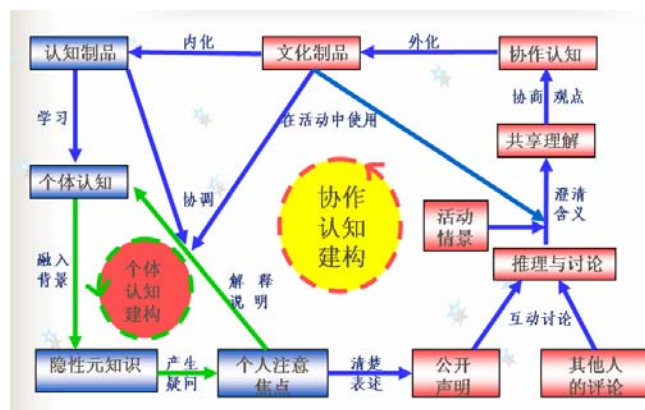 认知制品
内化
文化制品
外化
协作认知
协商 观点
学习
在活动中使用
共享理解
个体认知
协调
协作
认知
建构
活动
情景
澄清
含义
融入
背景
个体
认知
建构
解 释
说 明
推理与讨论
互动讨论
隐性元知识
产生
疑问
个人注意
焦点
清楚
表述
公开
声明
其他人
的评论